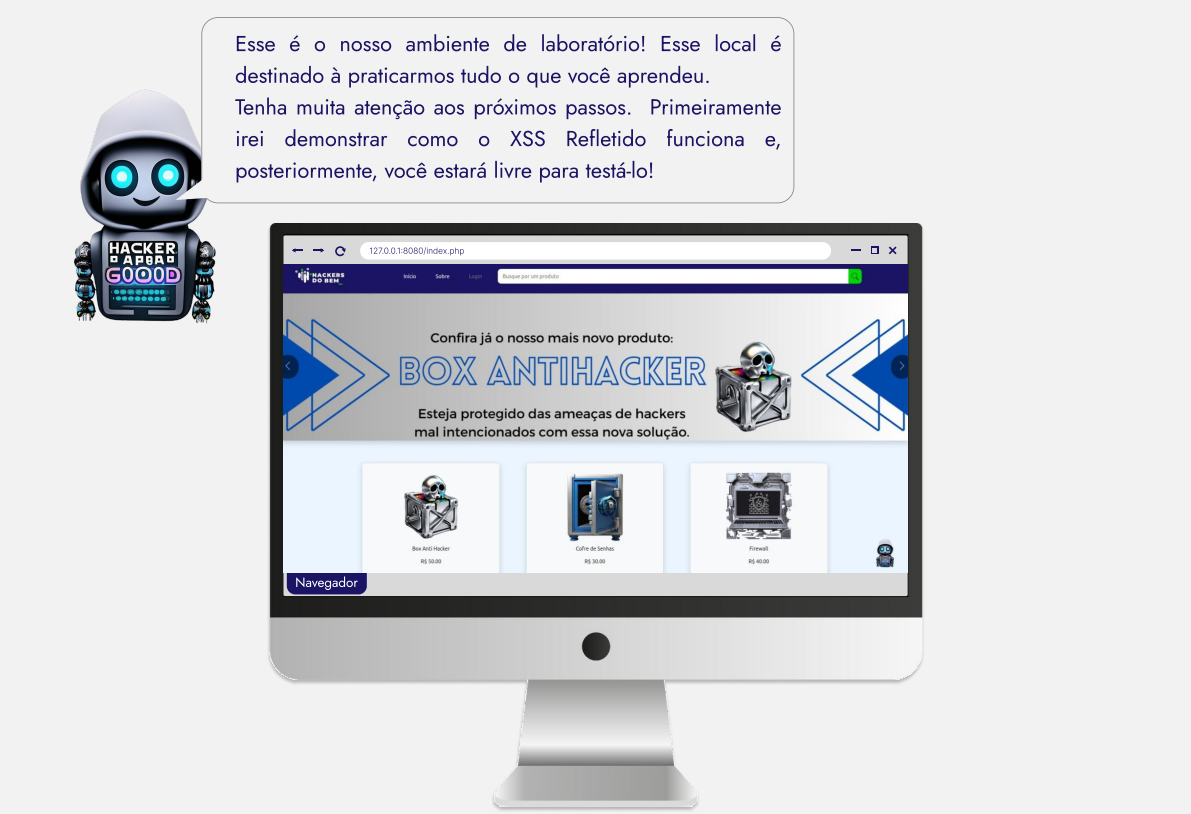 Esse é o nosso ambiente de laboratório! Esse local é
destinado à praticarmos tudo o que você aprendeu.
Tenha muita atenção aos próximos passos. Primeiramente
irei demonstrar como o XSS Refletido funciona e,
posteriormente, você estará livre para testá-lo!
HACKER
GOOOD
127.0.0.1:8080/index.php
HACKERS
DO BEM_
Início Sobre Login Busque por um produto
Confira já o nosso mais novo produto:
BOX ANTIHACKER
Esteja protegido das ameaças de hackers
mal intencionados com essa nova solução.
Box Anti Hacker Cofre de Senhas Firewall
R$ 50.00 R$ 30.00 R$ 40.00
Navegador